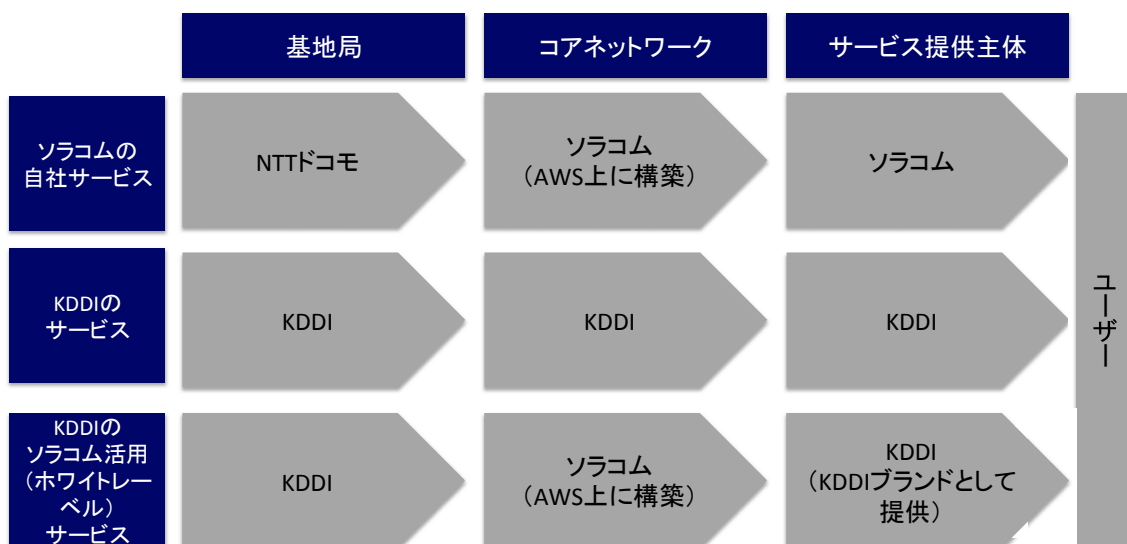 基地局
コアネットワーク
サービス提供主体
ソラコムの
自社サービス
NTTドコモ
ソラコム
（AWS上に構築）
ソラコム
KDDIの
サービス
KDDI
KDDI
KDDI
KDDIの
ソラコム活用
（ホワイトレー
ベル）
サービス
KDDI
ソラコム
（AWS上に構築）
KDDI
（KDDIブランドとして
提供）
ユーザー